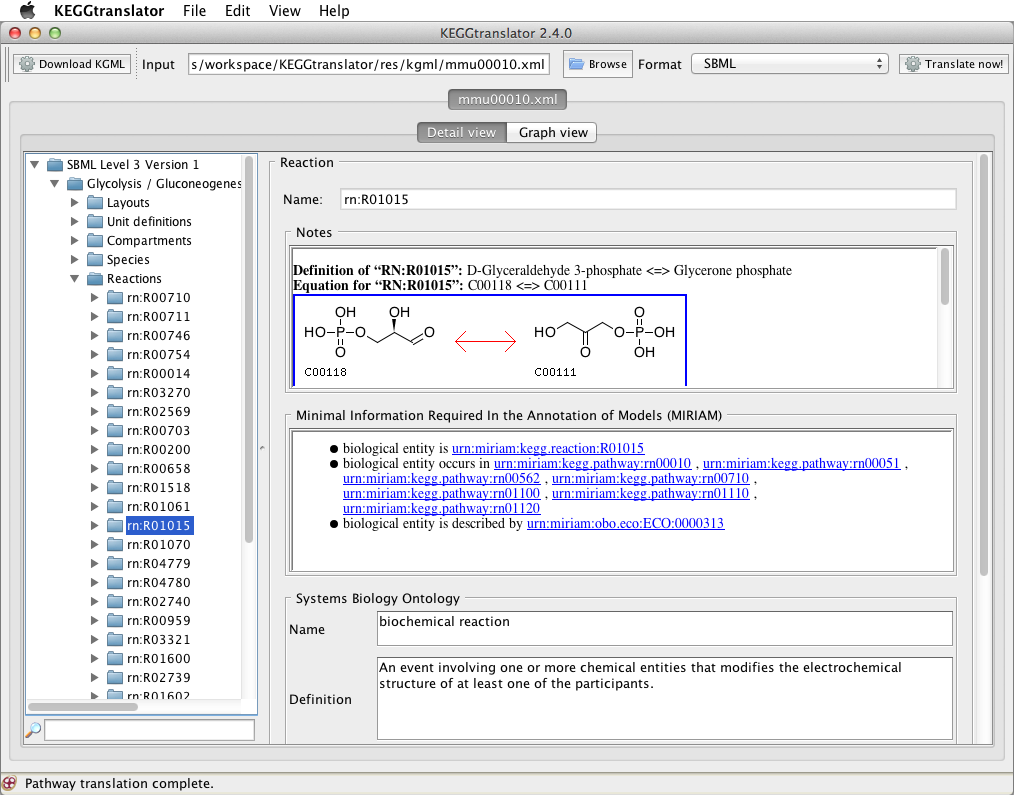 KEGGtranslator File Edit View Help
KEGGtranslator 2.4.0
Download KGML Input s/workspace/KEGGtranslator/res/kgml/mmu00010.xml Browse Format SBML Translate now!
mmu00010.xml
Detail view Graph view
SBML Level 3 Version 1
Glycolysis / Gluconeogenes
Layouts
Unit definitions
Compartments
Species
Reactions
rn:R00710
rn:R00711
rn:R00746
rn:R00754
rn:R00014
rn:R03270
rn:R02569
rn:R00703
rn:R00200
rn:R00658
rn:R01518
rn:R01061
rn:R01015
rn:R01070
rn:R04779
rn:R04780
rn:R02740
rn:R00959
rn:R03321
rn:R01600
rn:R02739
rn:R01602
Reaction
Name: rn:R01015
Notes
Definition of “RN:R01015”: D-Glyceraldehyde 3-phosphate <=> Glycerone phosphate
Equation for “RN:R01015”: C00118 <=> C00111
OH OH O
HO P O O HO O P OH
O O OH
C00118 C00111
Minimal Information Required In the Annotation of Models (MIRIAM)
● biological entity is urn:miriam:kegg.reaction:R01015
● biological entity occurs in urn:miriam:kegg.pathway:rn00010 , urn:miriam:kegg.pathway:rn00051 ,
urn:miriam:kegg.pathway:rn00562 , urn:miriam:kegg.pathway:rn00710 ,
urn:miriam:kegg.pathway:rn01100 , urn:miriam:kegg.pathway:rn01110 ,
urn:miriam:kegg.pathway:rn01120
● biological entity is described by urn:miriam:obo.eco:ECO:0000313
Systems Biology Ontology
Name biochemical reaction
Definition An event involving one or more chemical entities that modifies the electrochemical
structure of at least one of the participants.
Pathway translation complete.